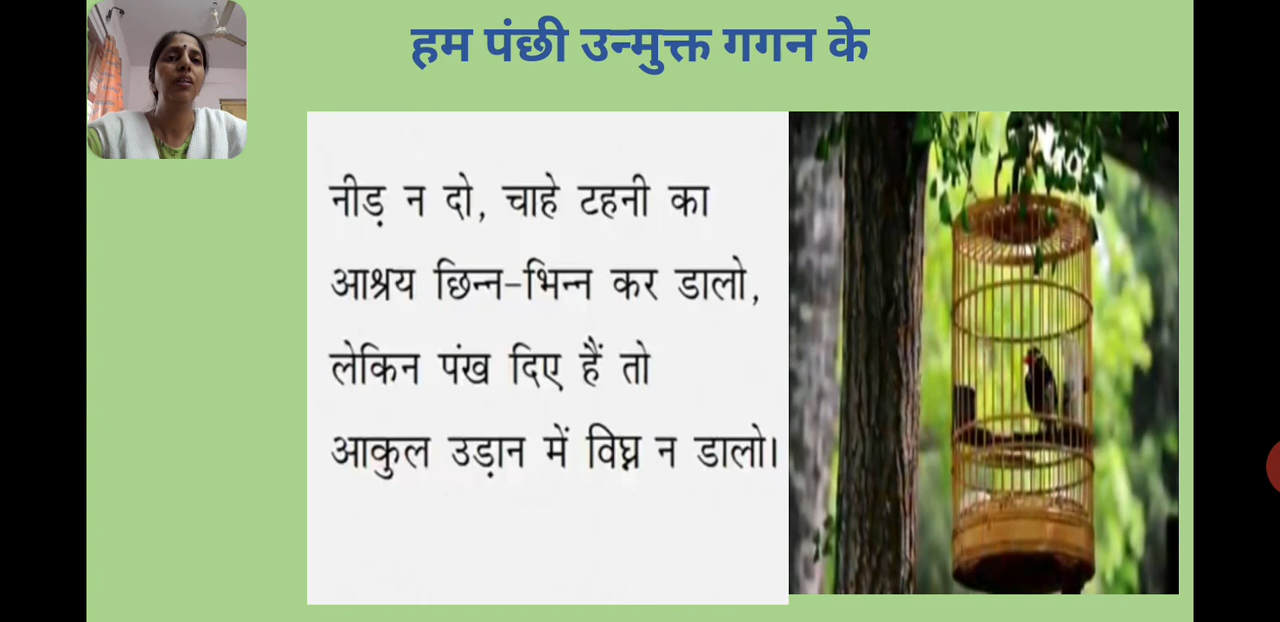 हम पंछी उन्मुक्त गगन के
नीड़ न दो, चाहे टहनी का
आश्रय छिन्न-भिन्न कर डालो,
लेकिन पंख दिए हैं तो
आकुल उड़ान में विघ्न न डालो।